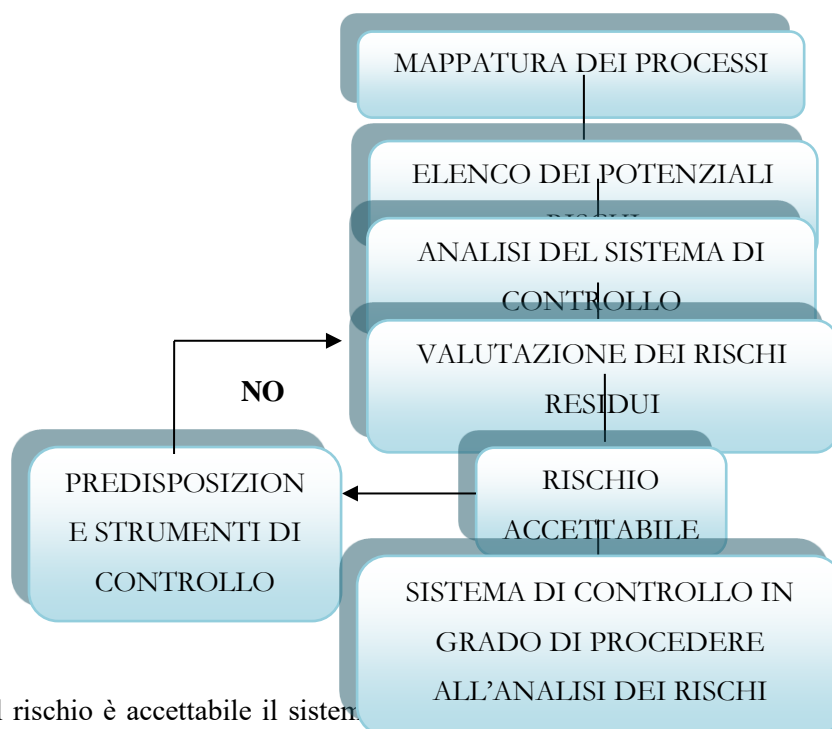 MAPPATURA DEI PROCESSI
ELENCO DEI POTENZIALI
RISCHI
ANALISI DEL SISTEMA DI
CONTROLLO
VALUTAZIONE DEI RISCHI
RESIDUI
NO
RISCHIO
ACCETTABILE
PREDISPOSIZION
E STRUMENTI DI
CONTROLLO
SISTEMA DI CONTROLLO IN
GRADO DI PROCEDERE
ALL’ANALISI DEI RISCHI
l rischio è accettabile il sistem